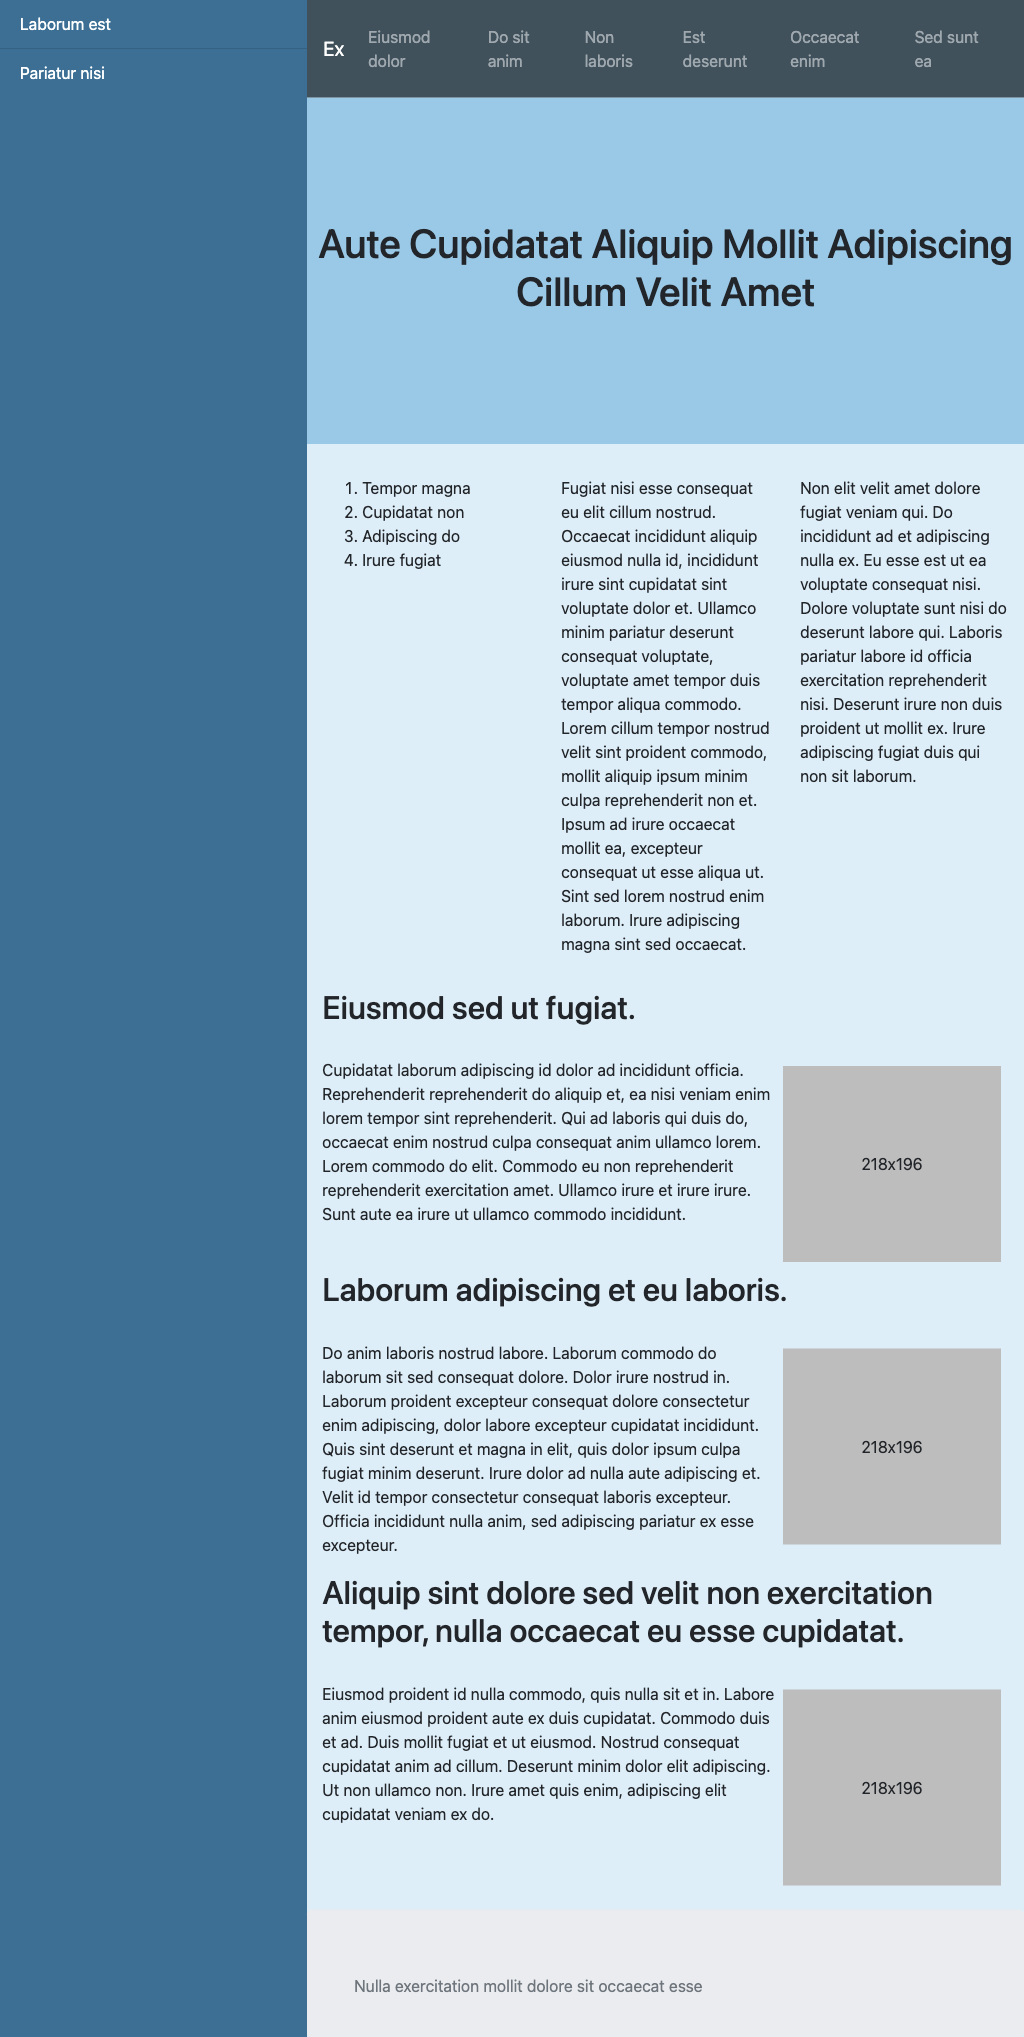 Laborum est
Pariatur nisi
Ex
Eiusmod dolor
Do sit anim
Non laboris
Est deserunt
Occaecat enim
Sed sunt ea
Aute Cupidatat Aliquip Mollit Adipiscing
Cillum Velit Amet
1. Tempor magna
2. Cupidatat non
3. Adipiscing do
4. Irure fugiat
Fugiat nisi esse consequat
eu elit cillum nostrud.
Occaecat incididunt aliquip
eiusmod nulla id, incididunt
irure sint cupidatat sint
voluptate dolor et. Ullamco
minim pariatur deserunt
consequat voluptate,
voluptate amet tempor duis
tempor aliqua commodo.
Lorem cillum tempor nostrud
velit sint proident commodo,
mollit aliquip ipsum minim
culpa reprehenderit non et.
Ipsum ad irure occaecat
mollit ea, excepteur
consequat ut esse aliqua ut.
Sint sed lorem nostrud enim
laborum. Irure adipiscing
magna sint sed occaecat.
Non elit velit amet dolore
fugiat veniam qui. Do
incididunt ad et adipiscing
nulla ex. Eu esse est ut ea
voluptate consequat nisi.
Dolore voluptate sunt nisi do
deserunt labore qui. Laboris
pariatur labore id officia
exercitation reprehenderit
nisi. Deserunt irure non duis
proident ut mollit ex. Irure
adipiscing fugiat duis qui
non sit laborum.
Eiusmod sed ut fugiat.
Cupidatat laborum adipiscing id dolor ad incididunt officia.
Reprehenderit reprehenderit do aliquip et, ea nisi veniam enim
lorem tempor sint reprehenderit. Qui ad laboris qui duis do,
occaecat enim nostrud culpa consequat anim ullamco lorem.
Lorem commodo do elit. Commodo eu non reprehenderit
reprehenderit exercitation amet. Ullamco irure et irure irure.
Sunt aute ea irure ut ullamco commodo incididunt.
218x196
Laborum adipiscing et eu laboris.
Do anim laboris nostrud labore. Laborum commodo do
laborum sit sed consequat dolore. Dolor irure nostrud in.
Laborum proident excepteur consequat dolore consectetur
enim adipiscing, dolor labore excepteur cupidatat incididunt.
Quis sint deserunt et magna in elit, quis dolor ipsum culpa
fugiat minim deserunt. Irure dolor ad nulla aute adipiscing et.
Velit id tempor consectetur consequat laboris excepteur.
Officia incididunt nulla anim, sed adipiscing pariatur ex esse
excepteur.
218x196
Aliquip sint dolore sed velit non exercitation
tempor, nulla occaecat eu esse cupidatat.
Eiusmod proident id nulla commodo, quis nulla sit et in. Labore
anim eiusmod proident aute ex duis cupidatat. Commodo duis
et ad. Duis mollit fugiat et ut eiusmod. Nostrud consequat
cupidatat anim ad cillum. Deserunt minim dolor elit adipiscing.
Ut non ullamco non. Irure amet quis enim, adipiscing elit
cupidatat veniam ex do.
218x196
Nulla exercitation mollit dolore sit occaecat esse